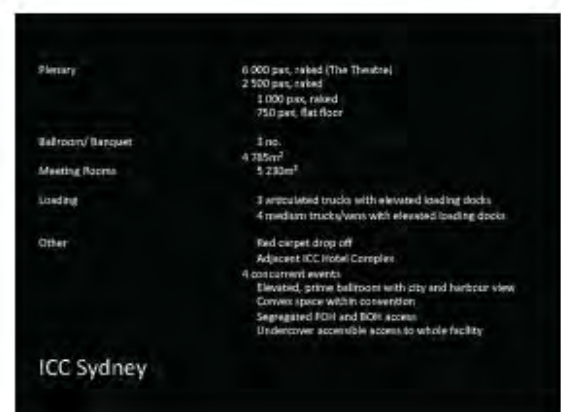 Plenary 6 000 pax, raked (The Theatre)
2 500 pax, raked
1 000 pax, raked
750 pax, flat floor
Ballroom/ Banquet 3 no.
4 785m²
Meeting Rooms 5 230m²
Loading 3 articulated trucks with elevated loading docks
4 medium trucks/vans with elevated loading docks
Other Red carpet drop off
Adjacent ICC Hotel Complex
4 concurrent events
Elevated, prime ballroom with city and harbour view
Convex space within convention
Segregated FOH and BOH access
Undercover accessible access to whole facility
ICC Sydney